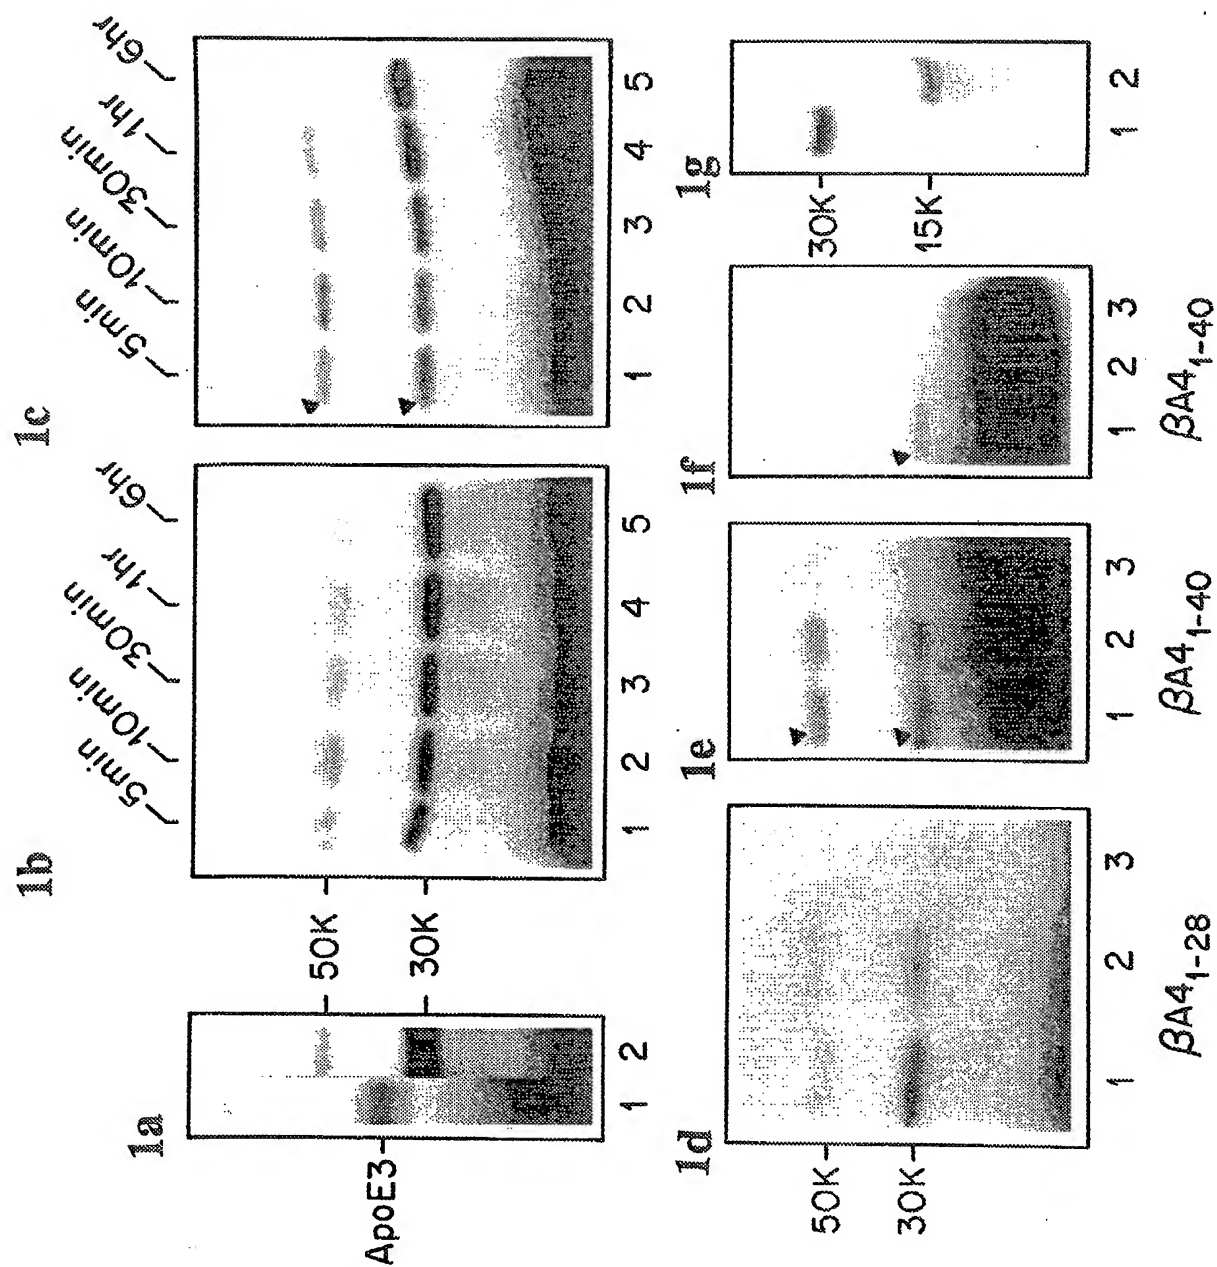 1a
ApoE3
1 2
1b
5min 10min 30min 1hr 6hr
50K
30K
1 2 3 4 5
1c
5min 10min 30min 1hr 6hr
1 2 3 4 5
1d
50K
30K
1 2 3
βA4₁₋₂₈
1e
1 2 3
βA4₁₋₄₀
1f
1 2 3
βA4₁₋₄₀
1g
30K
15K
1 2